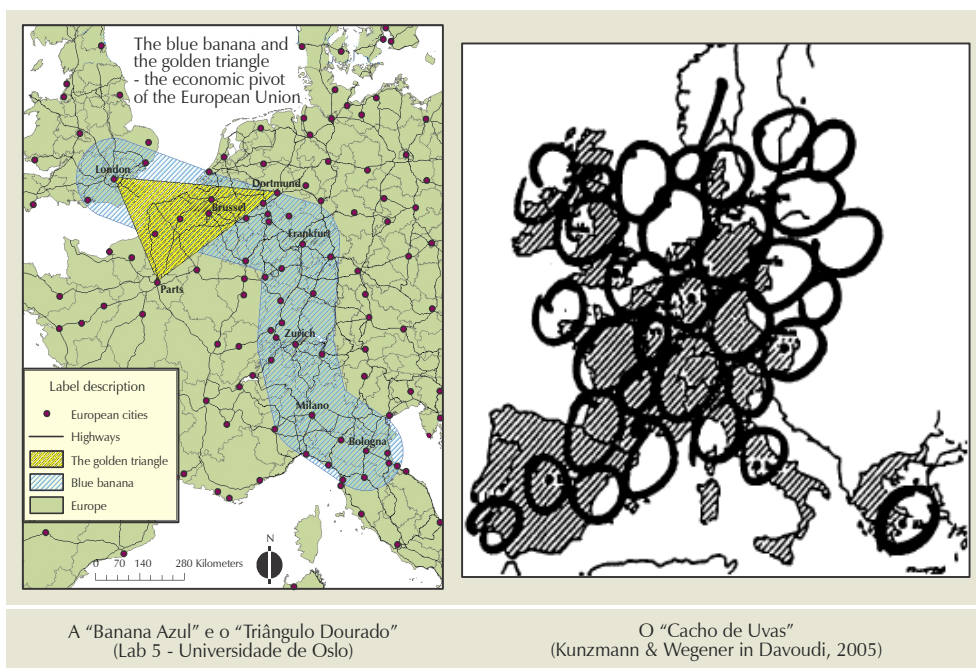 The blue banana and
the golden triangle
- the economic pivot
of the European Union
London
Dortmund
Brussel
Frankfurt
Parts
Zurich
Milano
Bologna
Label description
European cities
Highways
The golden triangle
Blue banana
Europe
N
0 70 140 280 Kilometers
A “Banana Azul” e o “Triângulo Dourado”
(Lab 5 - Universidade de Oslo)
O “Cacho de Uvas”
(Kunzmann & Wegener in Davoudi, 2005)